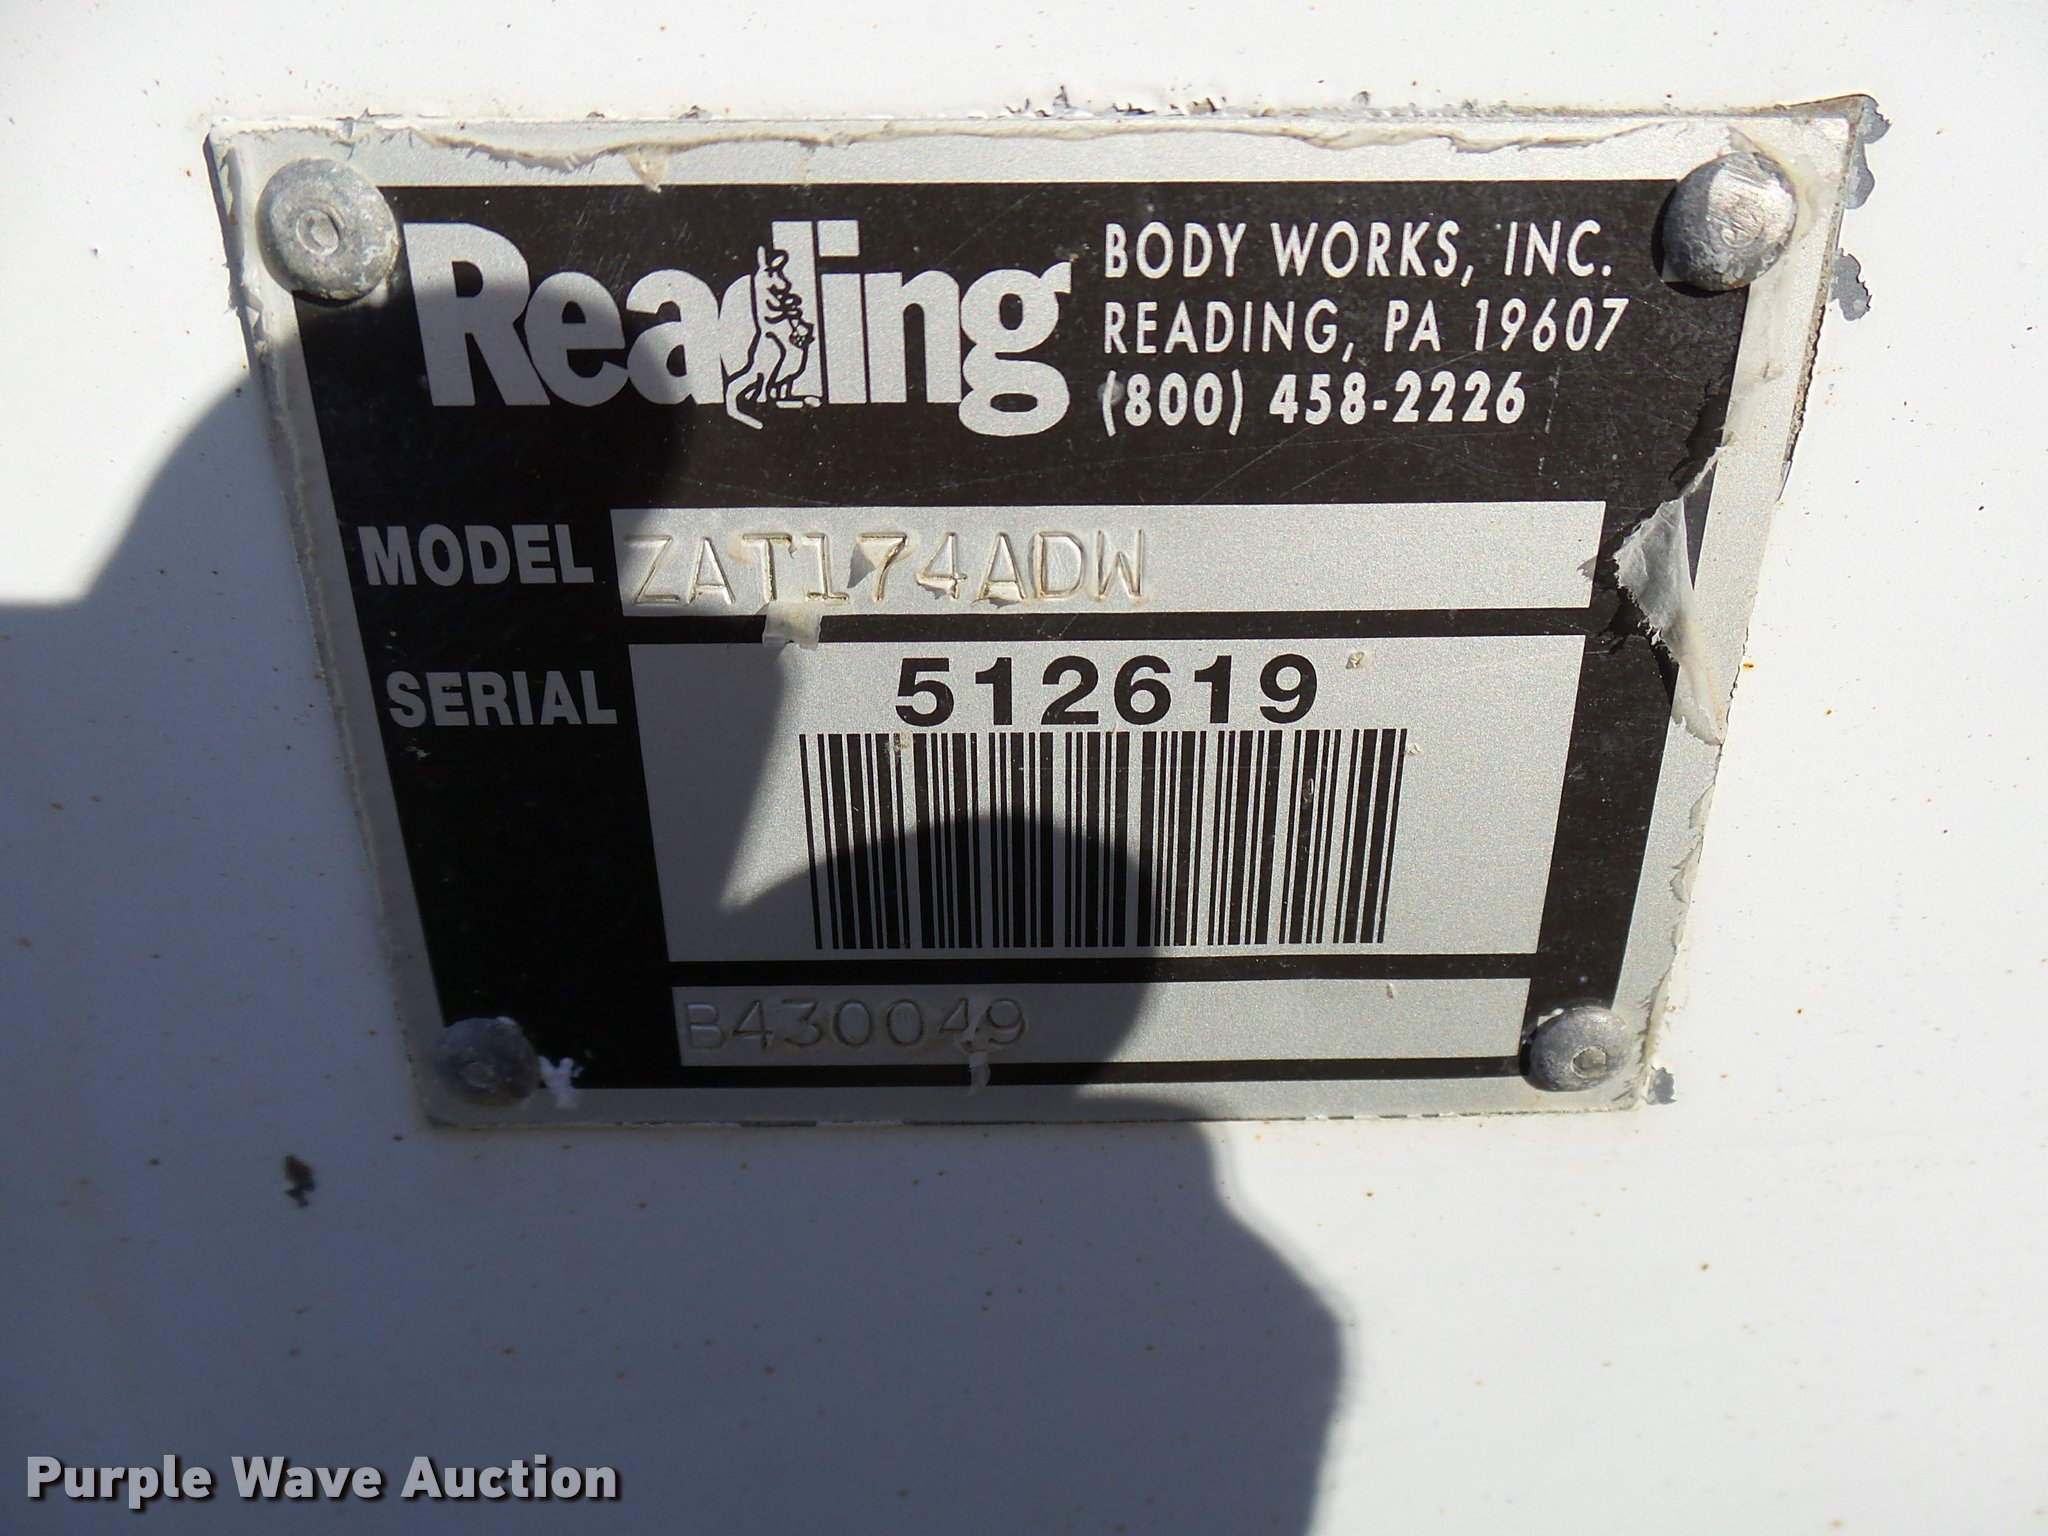 Reading
BODY WORKS, INC.
READING, PA 19607
(800) 458-2226
MODEL ZAT174ADW
SERIAL 512619
B430049
Purple Wave Auction